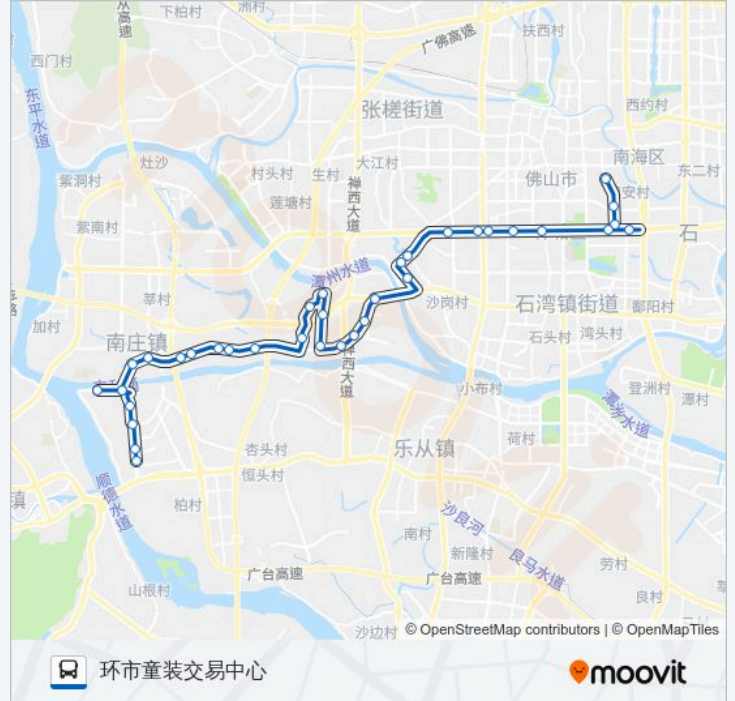 下柏村
洲村
从高速
扶西村
广佛高速
西门村
东平水道
张槎街道
西约村
南海区
灶沙
大江村
村头村
生村
东二村
紫洞村
佛山市
安村
莲塘村
禅西大道
紫南村
石
潭州水道
莘村
沙岗村
石湾镇街道
鄱阳村
加村
石头村
湾头村
南庄镇
禅西大道
小布村
登洲村
潭村
潭乡水道
荷村
杏头村
乐从镇
恒头村
镇
顺德水道
柏村
沙良河
南村
新隆村
良马水道
劳村
广台高速
广台高速
山根村
良村
沙边村
© OpenStreetMap contributors | © OpenMapTiles
环市童装交易中心
moovit